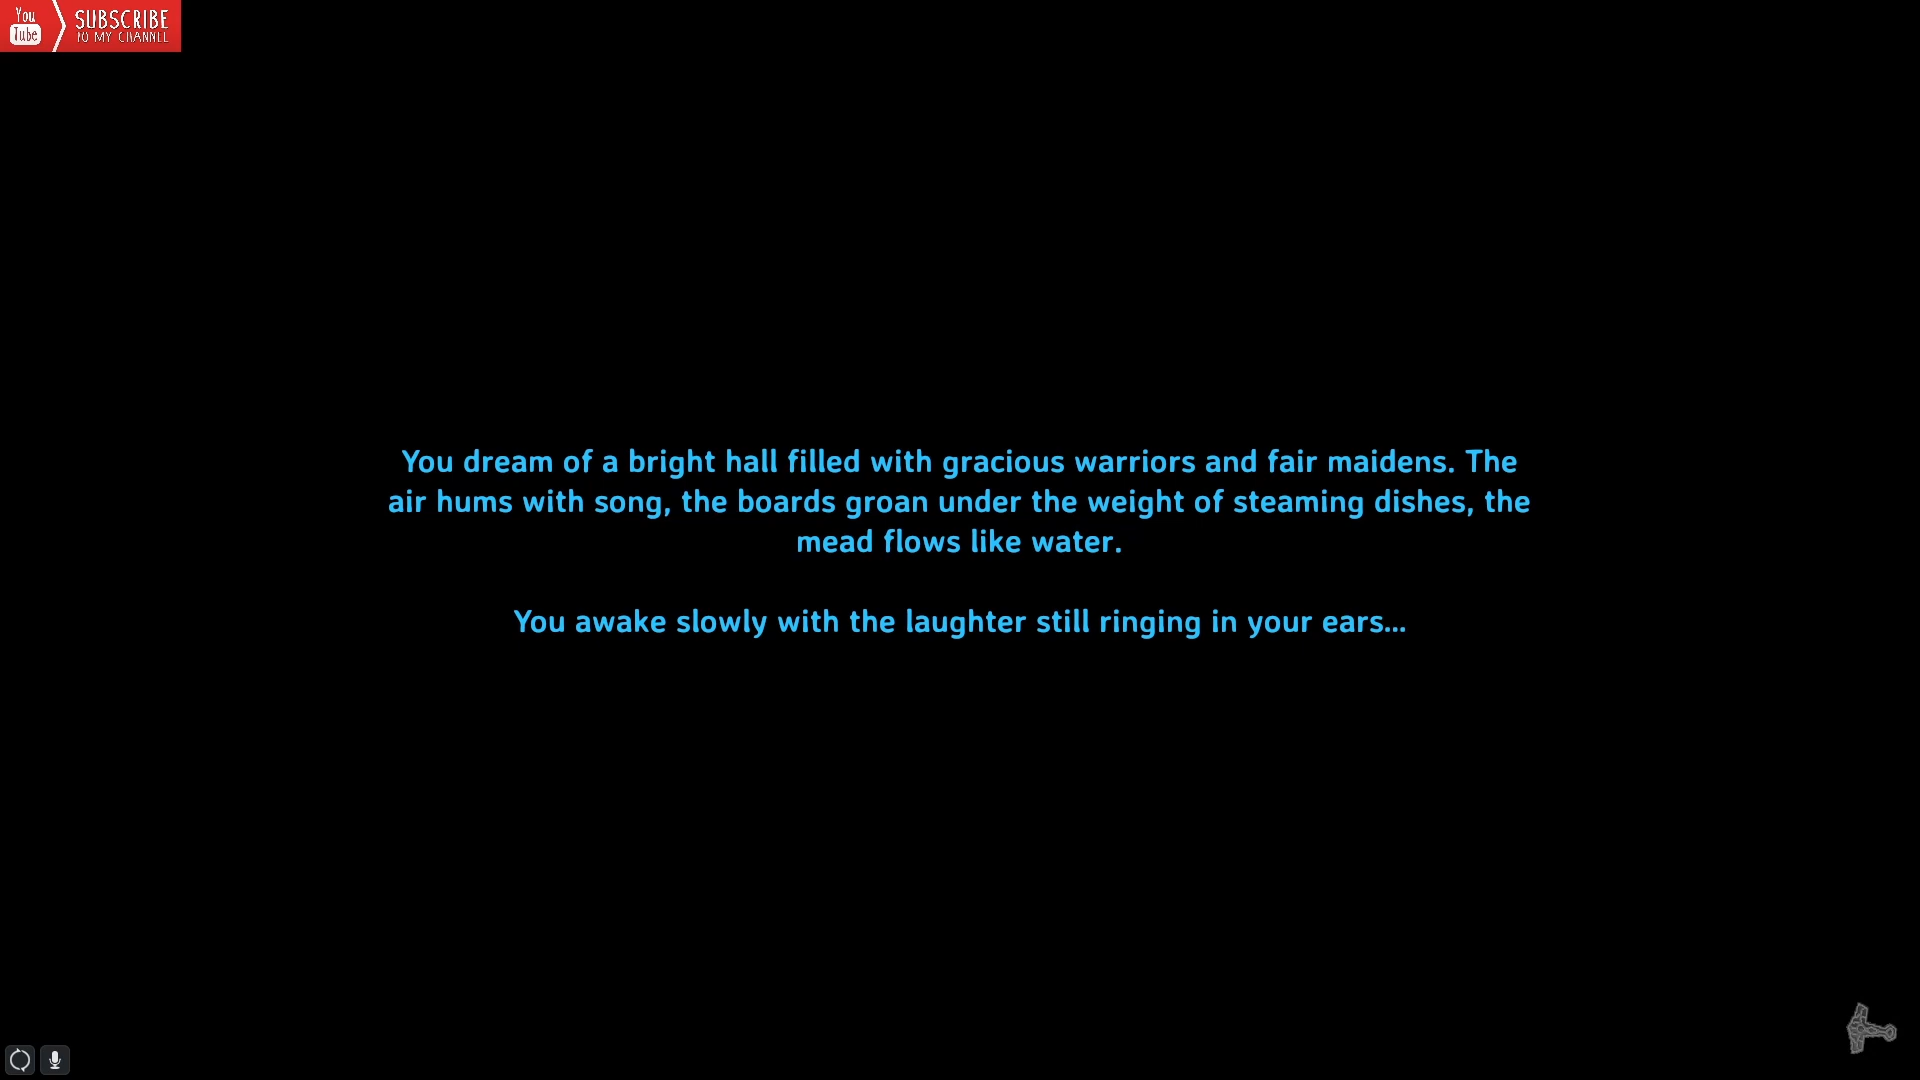 You
Tube
SUBSCRIBE
TO MY CHANNEL
You dream of a bright hall filled with gracious warriors and fair maidens. The
air hums with song, the boards groan under the weight of steaming dishes, the
mead flows like water.
You awake slowly with the laughter still ringing in your ears...